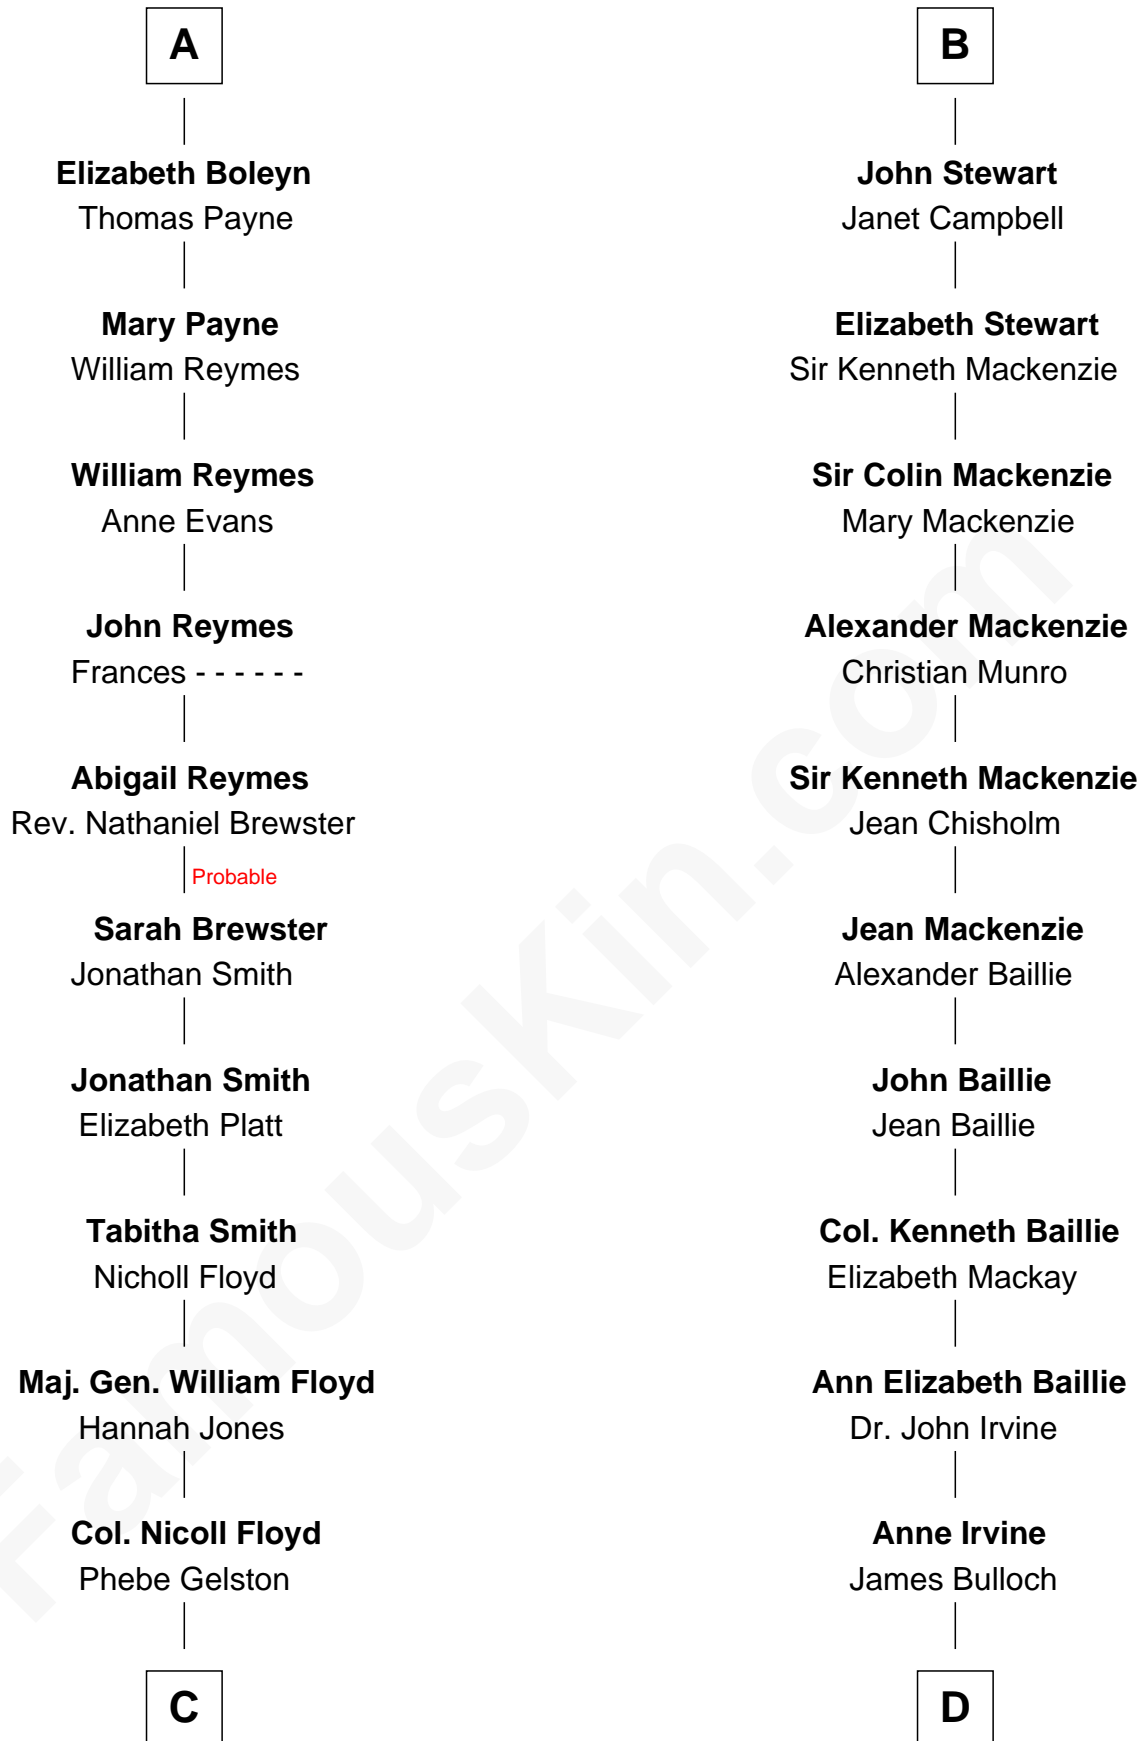 A
Elizabeth Boleyn
Thomas Payne
Mary Payne
William Reymes
William Reymes
Anne Evans
John Reymes
Frances - - - - - -
Abigail Reymes
Rev. Nathaniel Brewster
Probable
Sarah Brewster
Jonathan Smith
Jonathan Smith
Elizabeth Platt
Tabitha Smith
Nicholl Floyd
Maj. Gen. William Floyd
Hannah Jones
Col. Nicoll Floyd
Phebe Gelston
C
B
John Stewart
Janet Campbell
Elizabeth Stewart
Sir Kenneth Mackenzie
Sir Colin Mackenzie
Mary Mackenzie
Alexander Mackenzie
Christian Munro
Sir Kenneth Mackenzie
Jean Chisholm
Jean Mackenzie
Alexander Baillie
John Baillie
Jean Baillie
Col. Kenneth Baillie
Elizabeth Mackay
Ann Elizabeth Baillie
Dr. John Irvine
Anne Irvine
James Bulloch
D
FamousKin.com